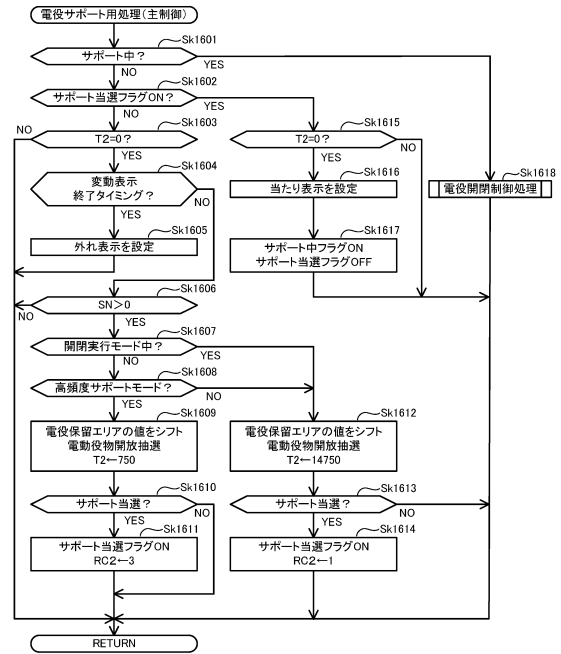 電役サポート用処理(主制御)
Sk1601
サポート中?
YES
NO
Sk1602
サポート当選フラグON?
YES
NO
Sk1603
T2=0?
NO
YES
Sk1604
変動表示
終了タイミング?
NO
YES
Sk1605
外れ表示を設定
Sk1615
T2=0?
NO
YES
Sk1616
当たり表示を設定
Sk1617
サポート中フラグON
サポート当選フラグOFF
Sk1618
電役開閉制御処理
Sk1606
SN>0
NO
YES
Sk1607
開閉実行モード中?
YES
NO
Sk1608
高頻度サポートモード?
NO
YES
Sk1609
電役保留エリアの値をシフト
電動役物開放抽選
T2←750
Sk1610
サポート当選?
NO
YES
Sk1611
サポート当選フラグON
RC2←3
Sk1612
電役保留エリアの値をシフト
電動役物開放抽選
T2←14750
Sk1613
サポート当選?
NO
YES
Sk1614
サポート当選フラグON
RC2←1
RETURN